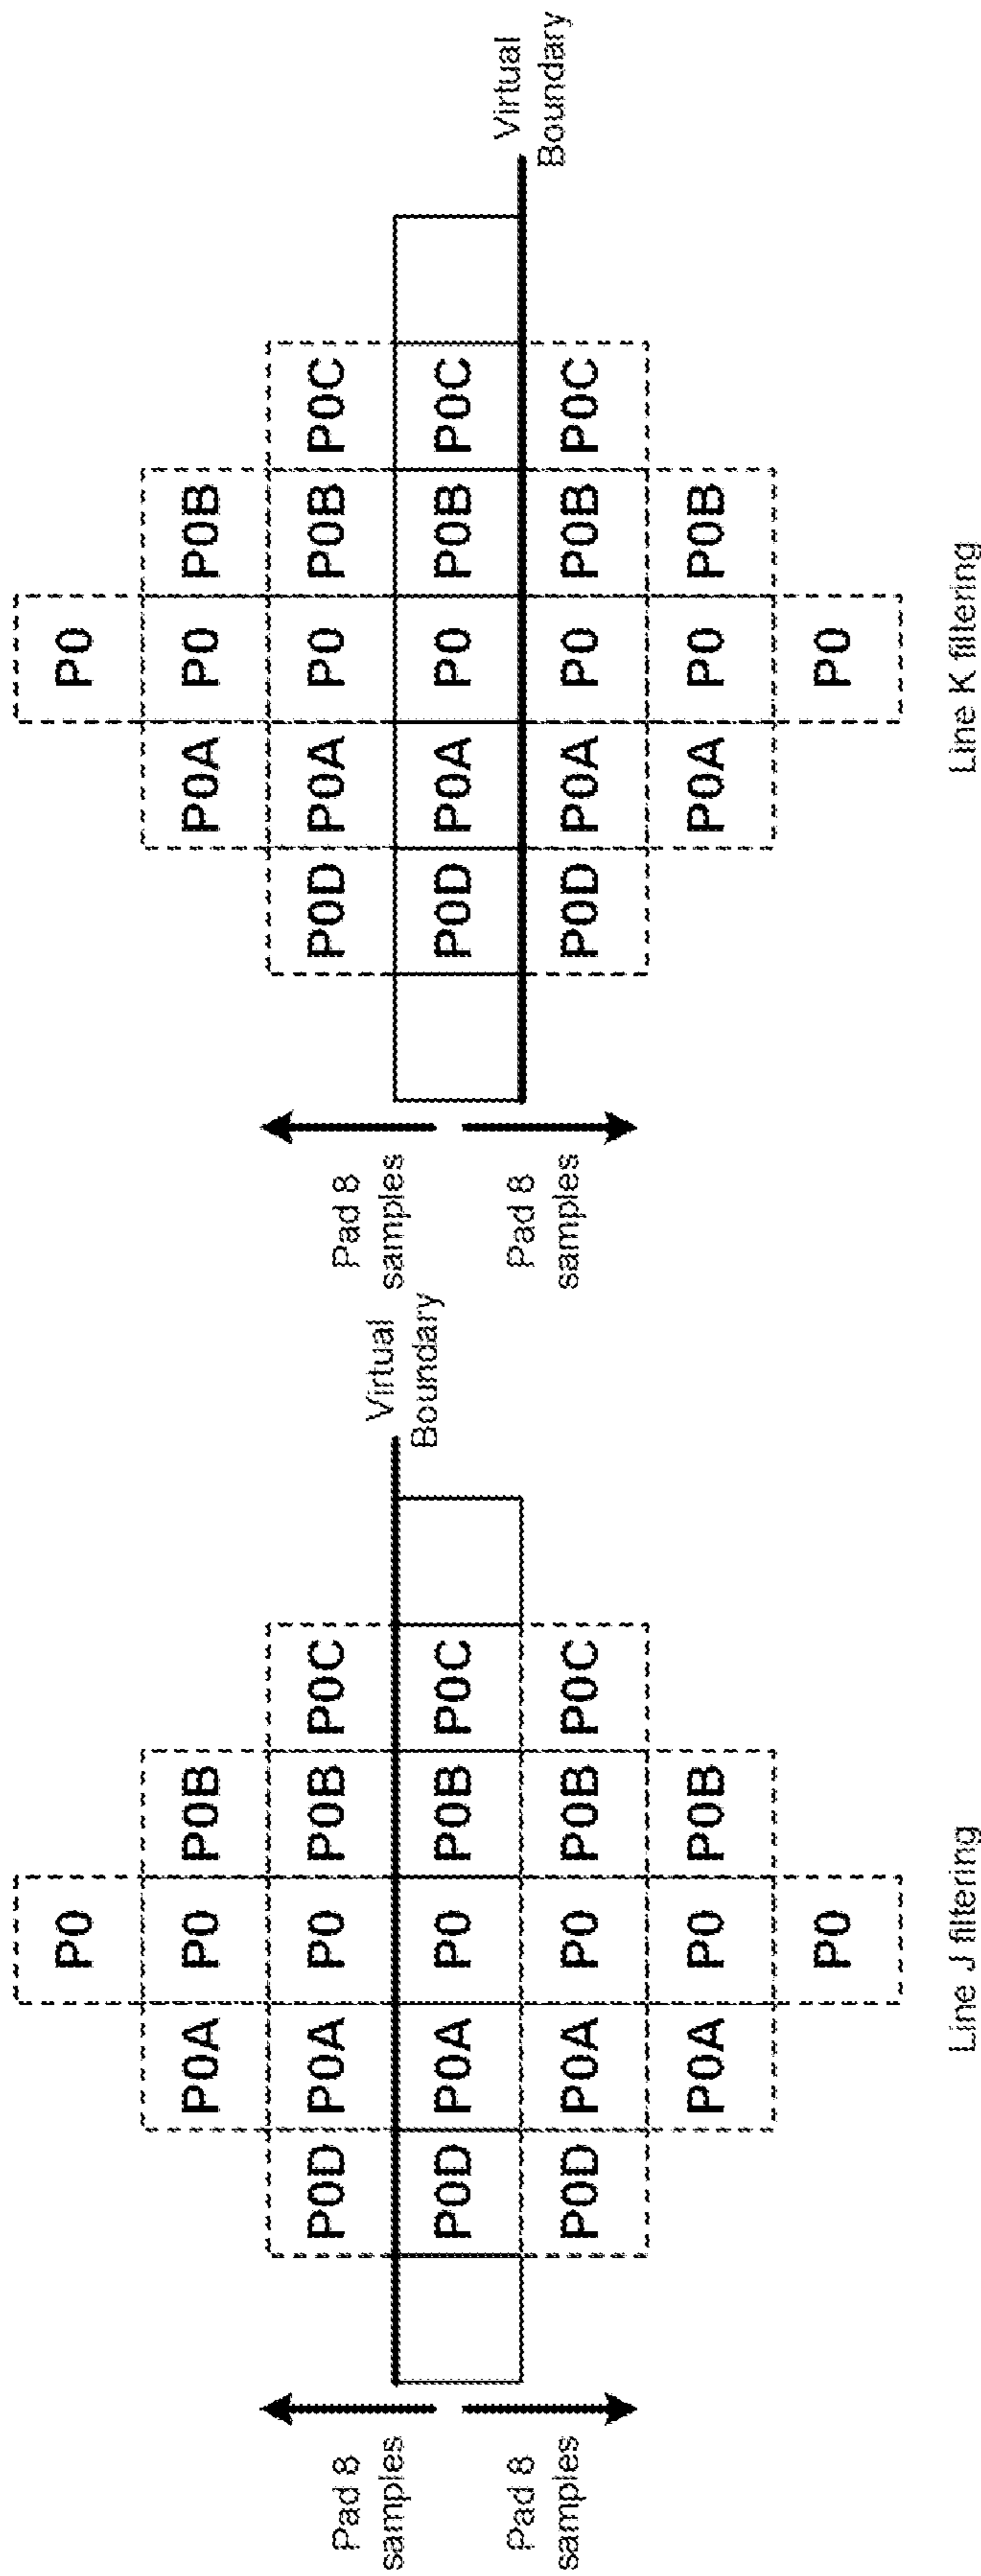 Pad 8
samples
Pad 8
samples
P0
P0A P0 P0B
P0D P0A P0 P0B P0C
P0D P0A P0 P0B P0C
P0D P0A P0 P0B P0C
P0A P0 P0B
P0
Virtual
Boundary
Line J filtering
Pad 8
samples
Pad 8
samples
P0
P0A P0 P0B
P0D P0A P0 P0B P0C
P0D P0A P0 P0B P0C
P0D P0A P0 P0B P0C
P0A P0 P0B
P0
Virtual
Boundary
Line K filtering